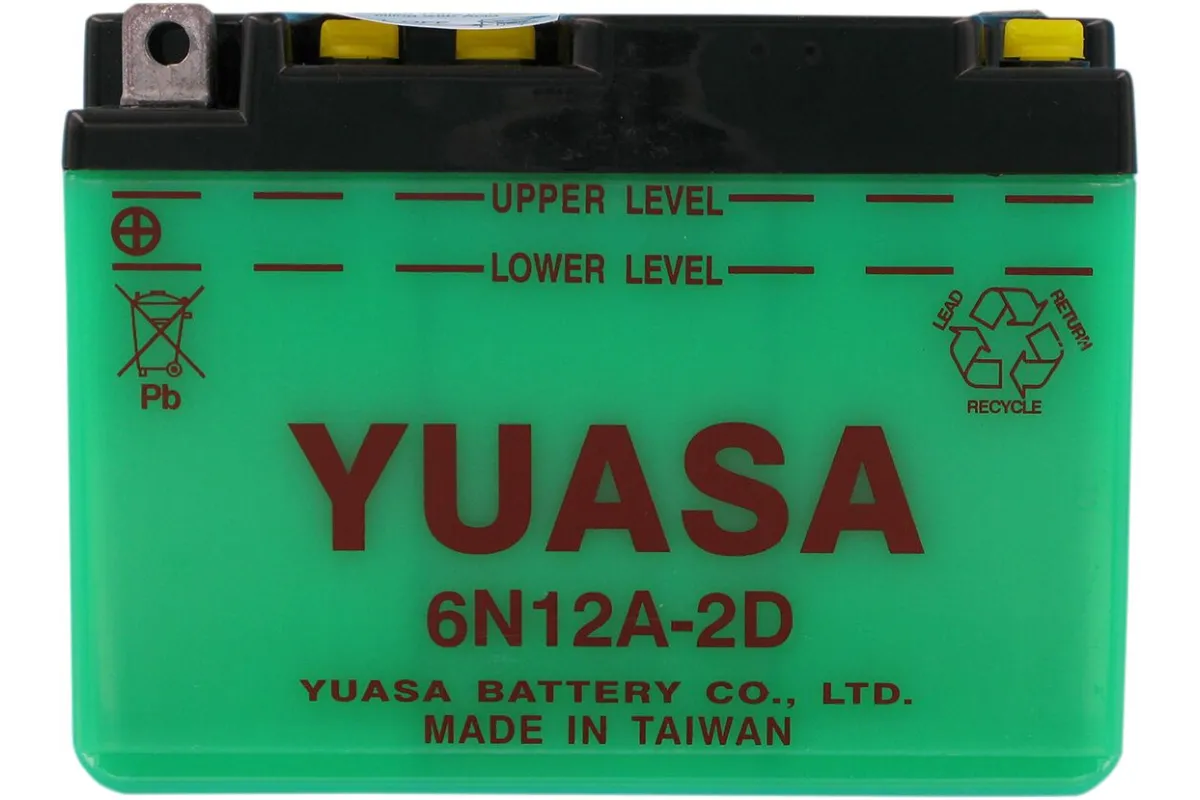 UPPER LEVEL
LOWER LEVEL
LEAD
RETURN
RECYCLE
Pb
YUASA
6N12A-2D
YUASA BATTERY CO., LTD.
MADE IN TAIWAN